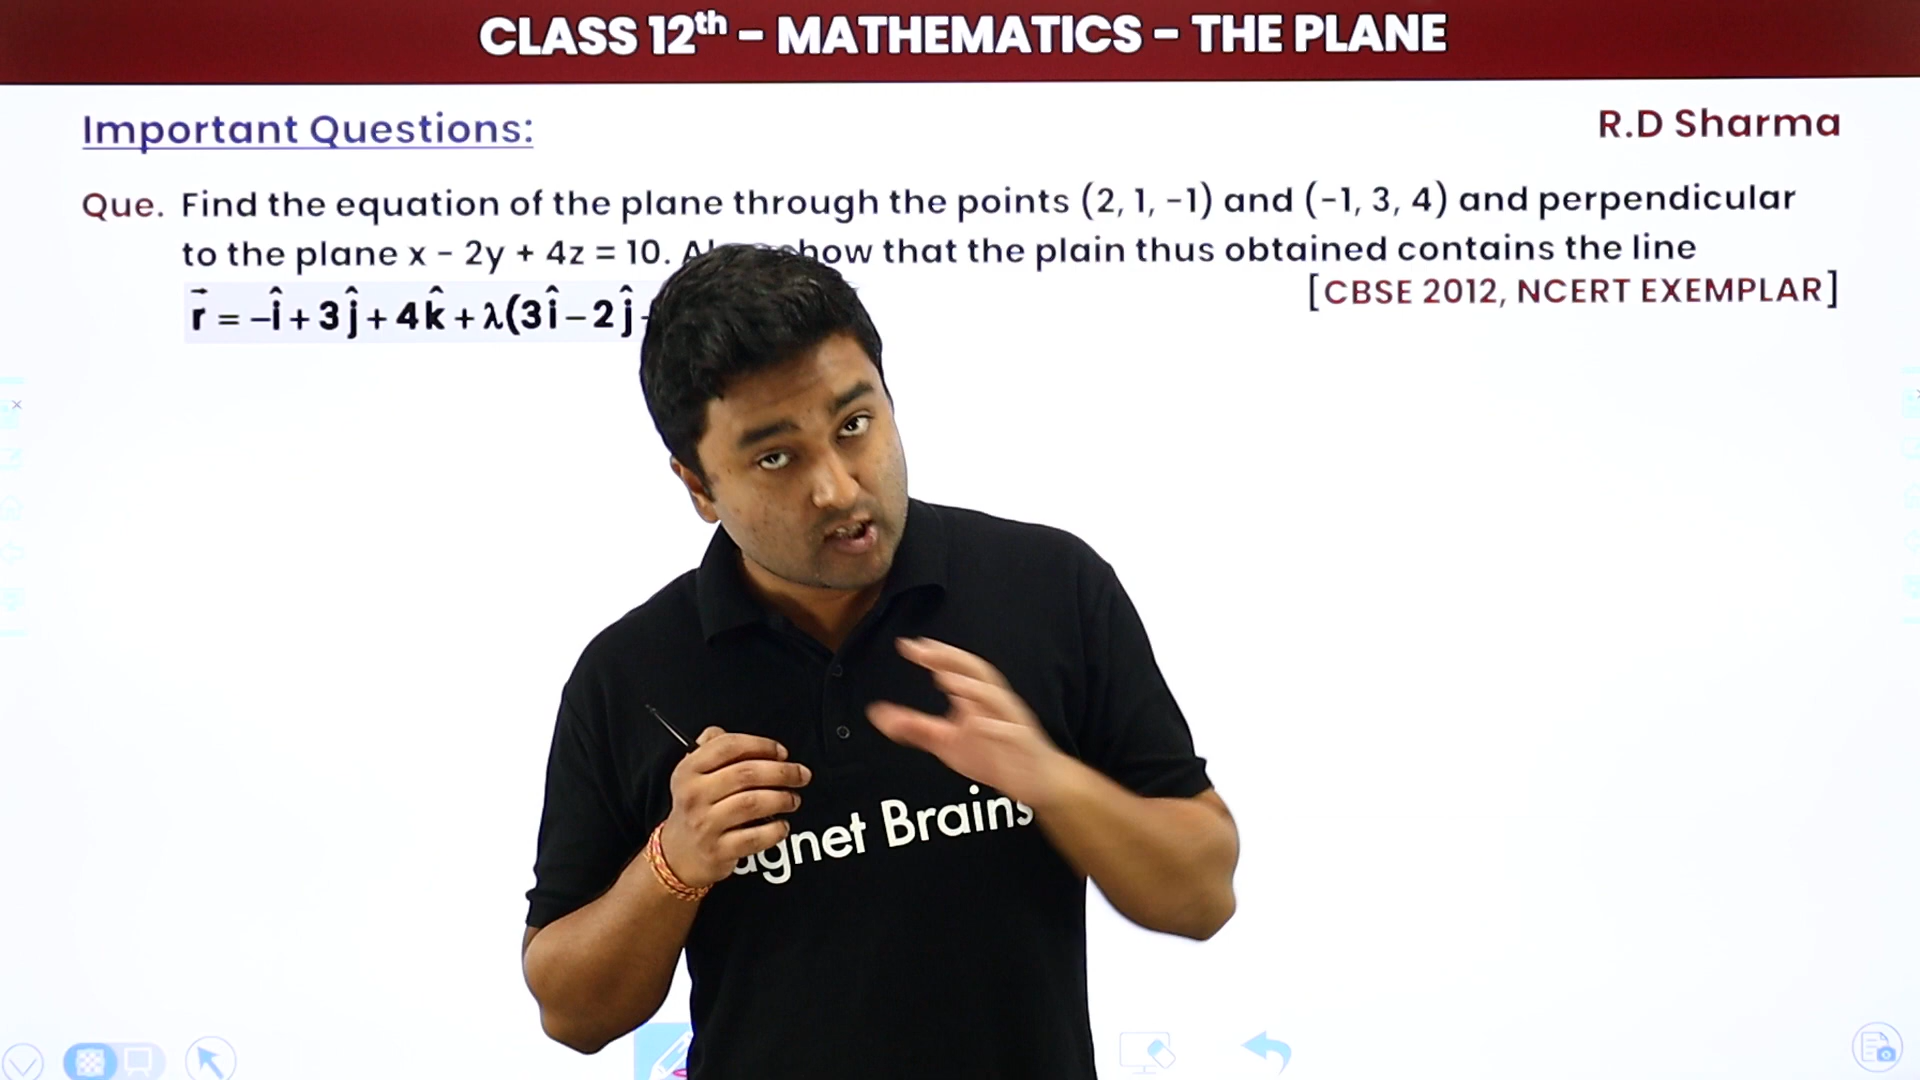 CLASS 12th - MATHEMATICS - THE PLANE
Important Questions:
R.D Sharma
Que. Find the equation of the plane through the points (2, 1, -1) and (-1, 3, 4) and perpendicular
to the plane x - 2y + 4z = 10. how that the plain thus obtained contains the line
[CBSE 2012, NCERT EXEMPLAR]
r⃗ = -î + 3ĵ + 4k̂ + λ(3î - 2ĵ
agnet Brains